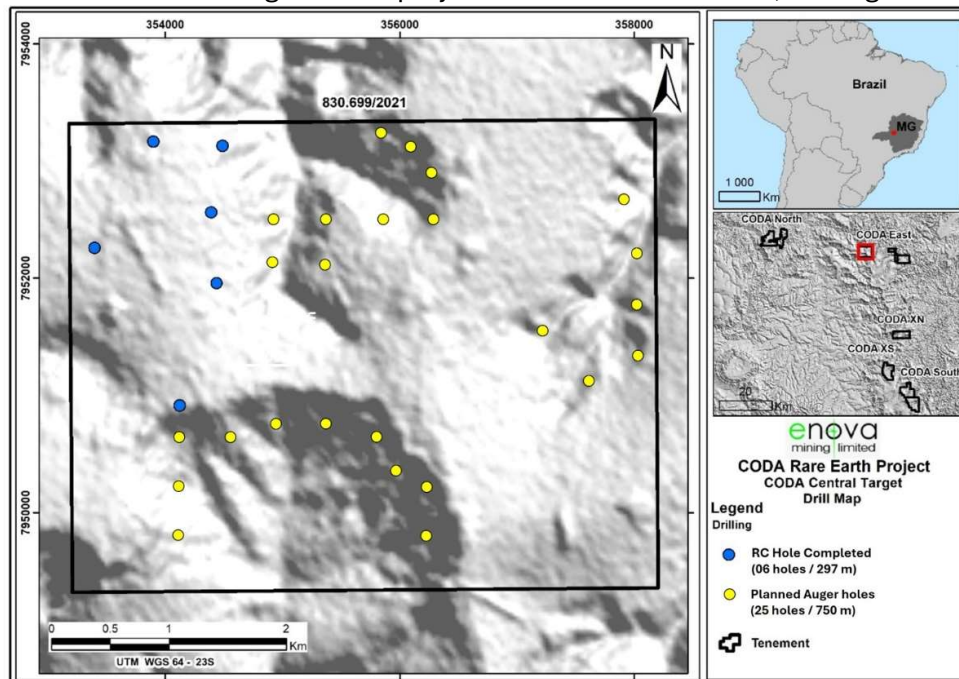 354000 356000 358000
7954000
7952000
7950000
N
830.699/2021
0 0.5 1 2
Km
UTM WGS 64 - 23S
Brazil
MG
1 000
Km
CODA North
CODA East
CODA XN
CODA XS
CODA South
20
Km
enova
mining limited
CODA Rare Earth Project
CODA Central Target
Drill Map
Legend
Drilling
RC Hole Completed
(06 holes / 297 m)
Planned Auger holes
(25 holes / 750 m)
Tenement